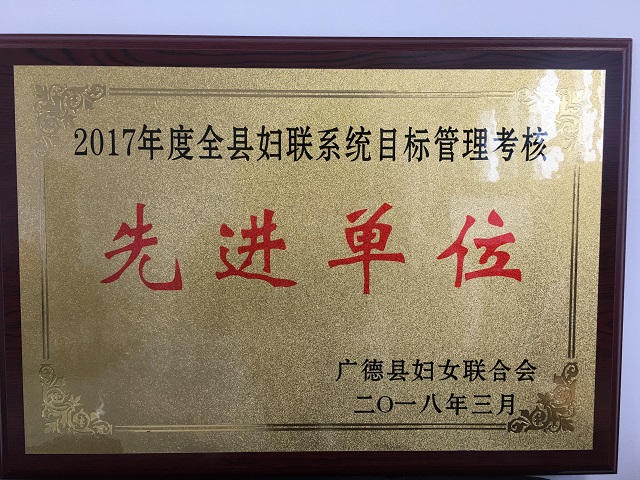 2017年度全县妇联系统目标管理考核
先进单位
广德县妇女联合会
二〇一八年三月